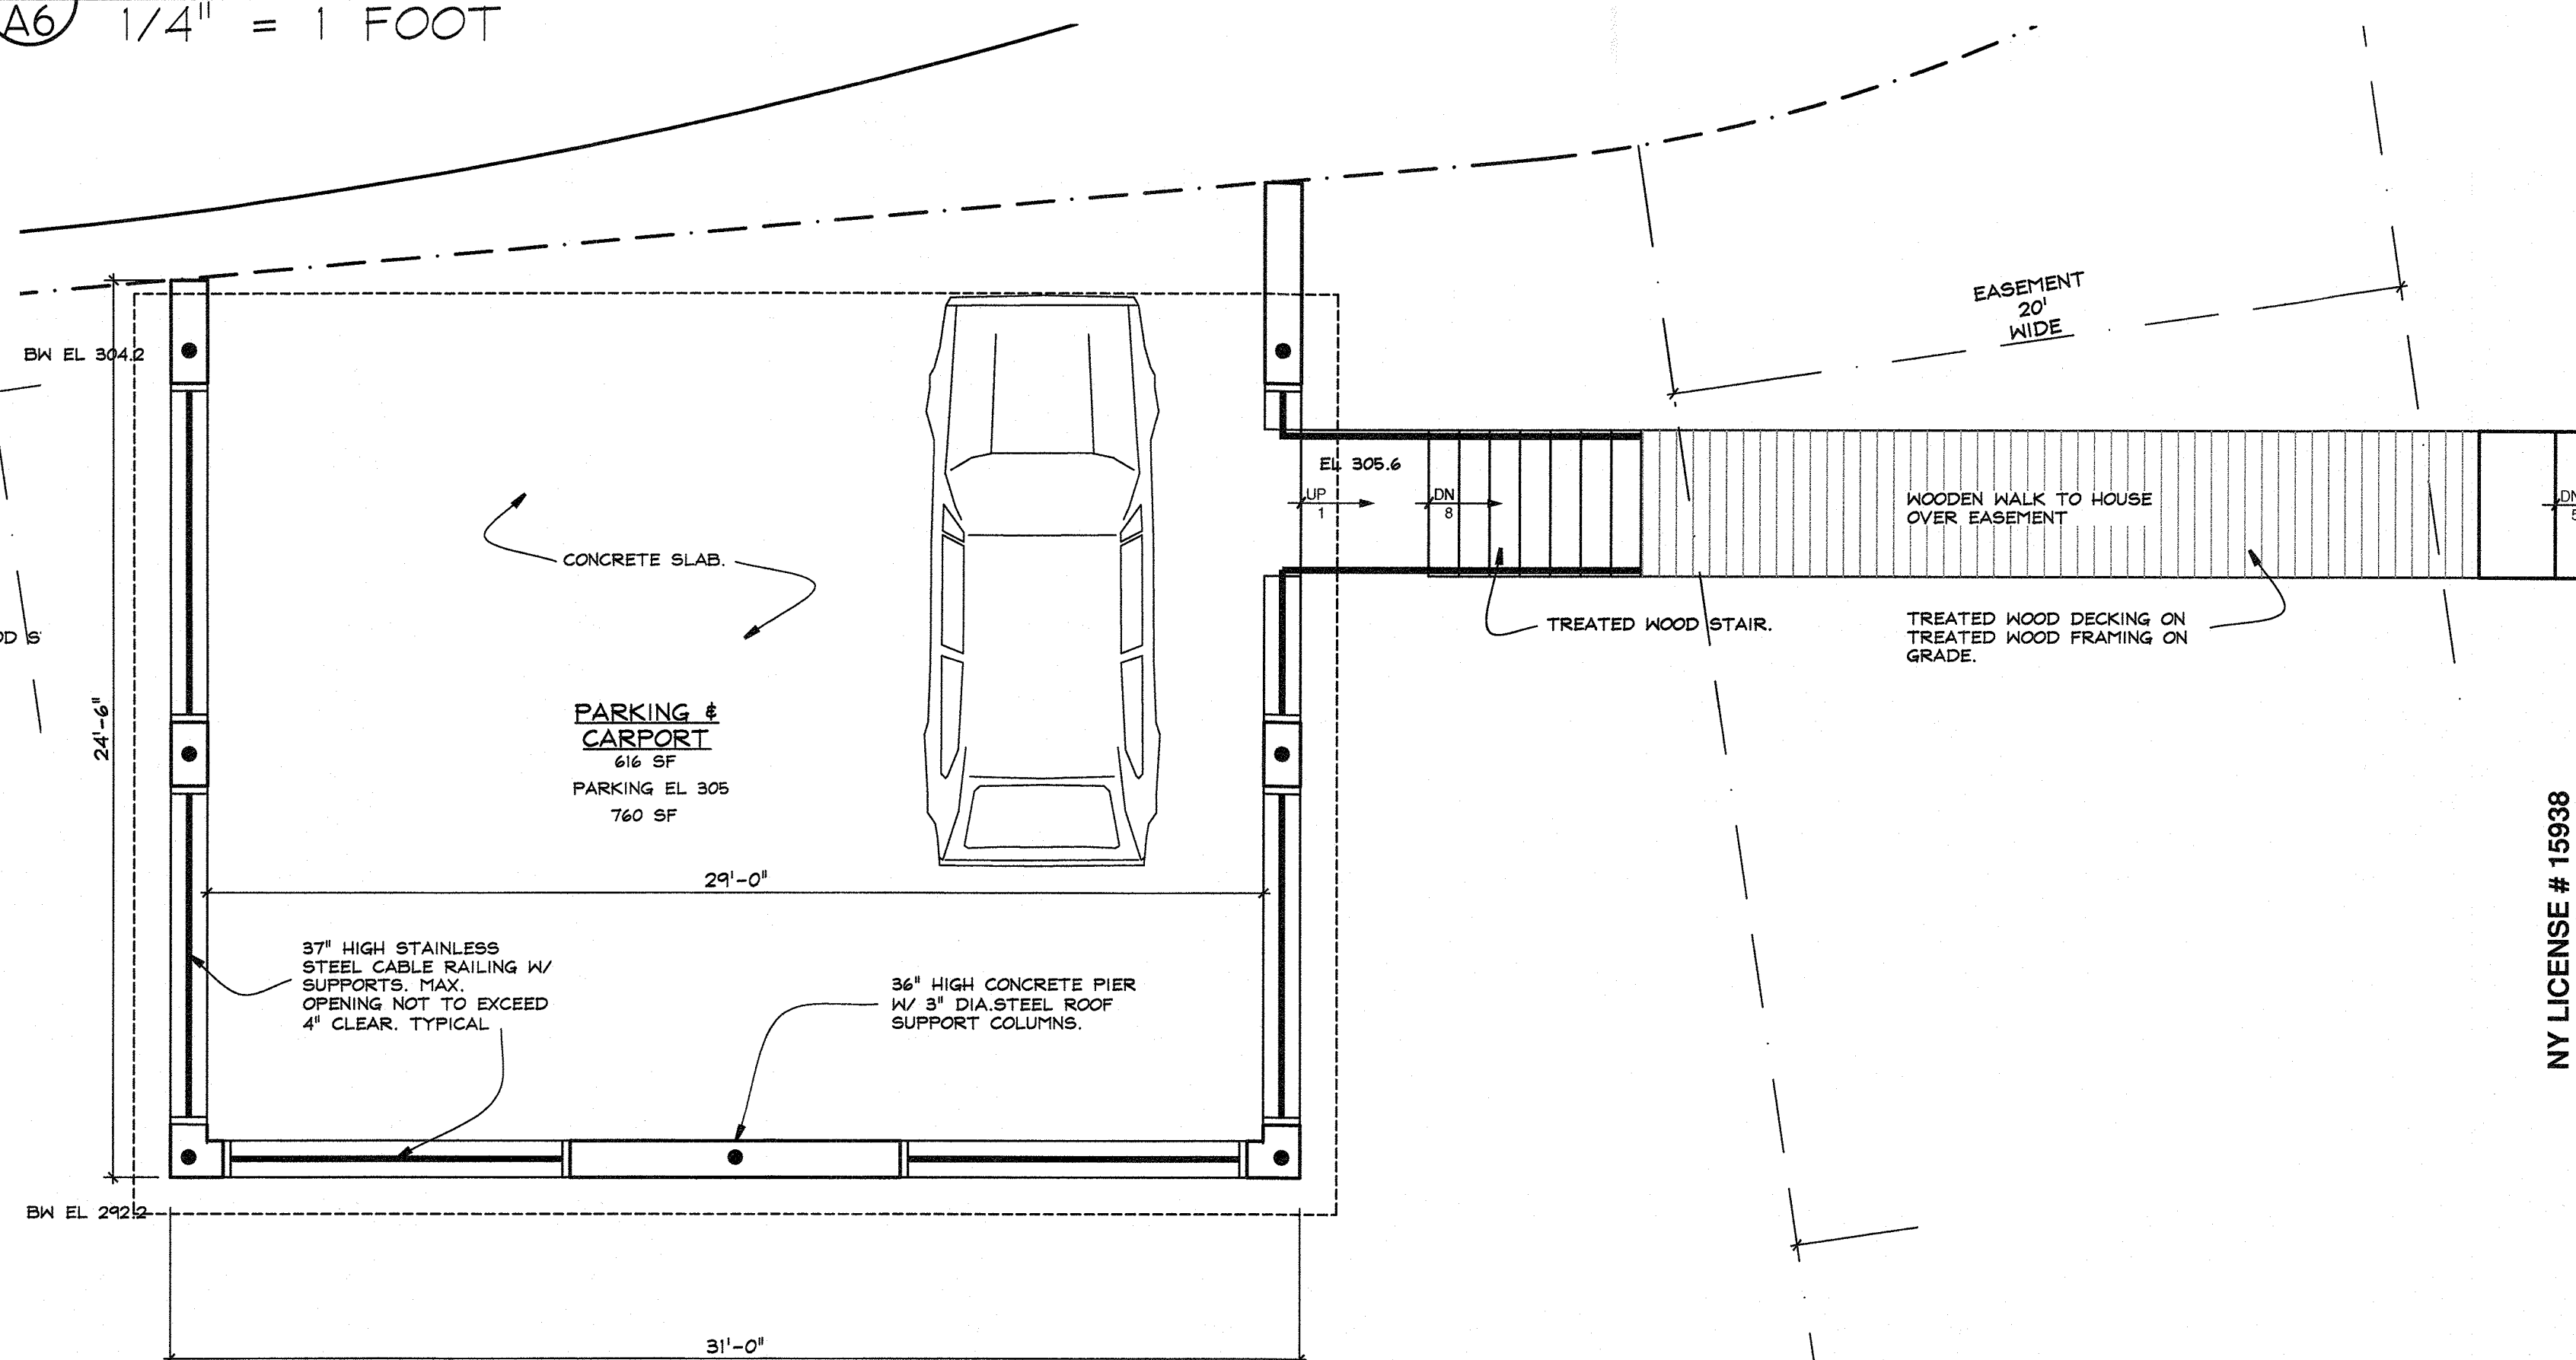 A6
1/4" = 1 FOOT
EASEMENT
20'
WIDE
BW EL 304.2
EL 305.6
UP
1
DN
8
WOODEN WALK TO HOUSE
OVER EASEMENT
DN
5
CONCRETE SLAB.
TREATED WOOD STAIR.
TREATED WOOD DECKING ON
TREATED WOOD FRAMING ON
GRADE.
OD S
24'-6"
PARKING &
CARPORT
616 SF
PARKING EL 305
760 SF
29'-0"
37" HIGH STAINLESS
STEEL CABLE RAILING W/
SUPPORTS. MAX.
OPENING NOT TO EXCEED
4" CLEAR. TYPICAL
36" HIGH CONCRETE PIER
W/ 3" DIA.STEEL ROOF
SUPPORT COLUMNS.
NY LICENSE # 15938
BW EL 292.2
31'-0"